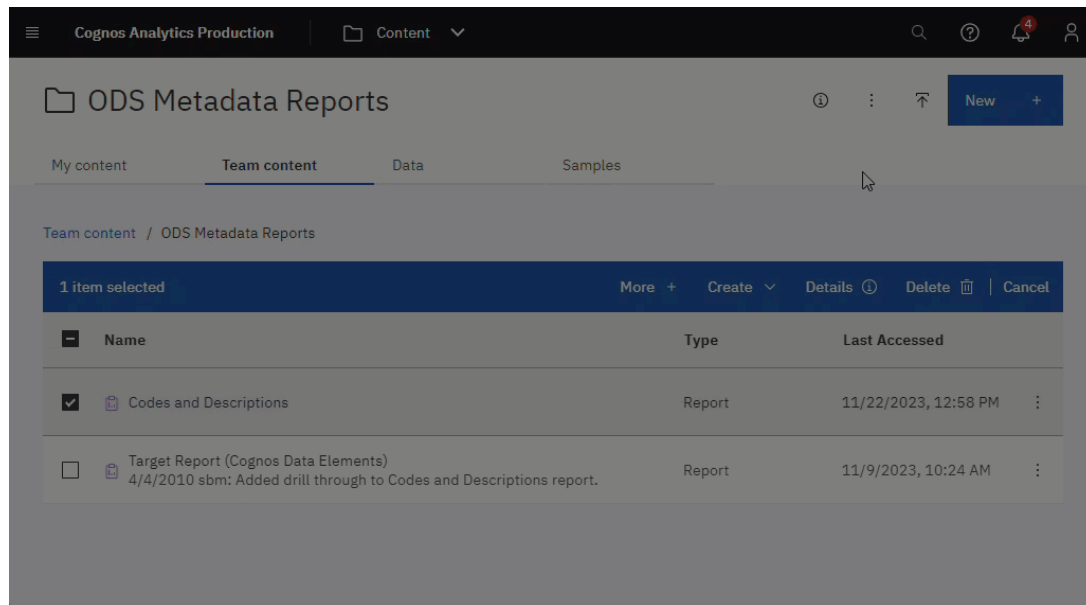 Cognos Analytics Production
Content
4
ODS Metadata Reports
New +
My content
Team content
Data
Samples
Team content / ODS Metadata Reports
1 item selected
More +
Create
Details
Delete
Cancel
Name
Type
Last Accessed
Codes and Descriptions
Report
11/22/2023, 12:58 PM
Target Report (Cognos Data Elements)
4/4/2010 sbm: Added drill through to Codes and Descriptions report.
Report
11/9/2023, 10:24 AM